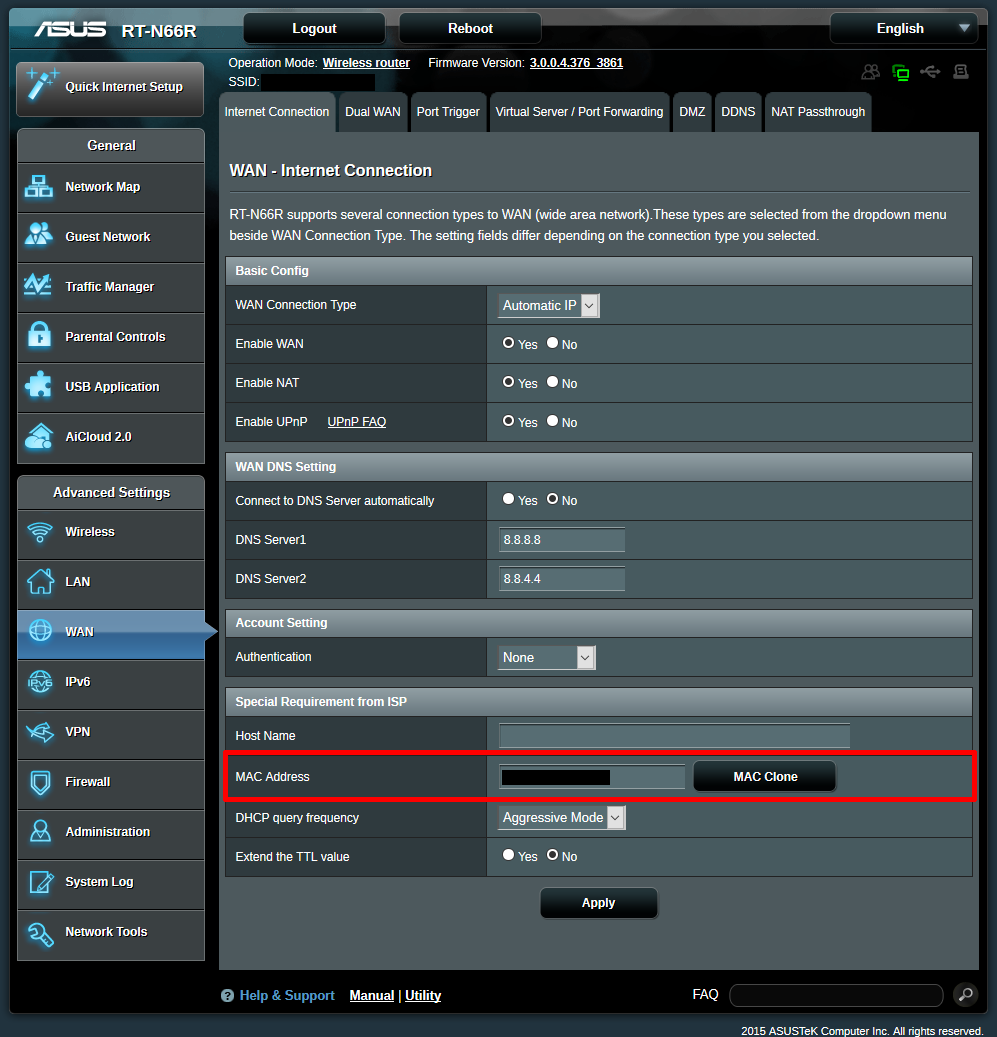 ASUS RT-N66R Logout Reboot English
Quick Internet Setup
General
Network Map
Guest Network
Traffic Manager
Parental Controls
USB Application
AiCloud 2.0
Advanced Settings
Wireless
LAN
WAN
IPv6
VPN
Firewall
Administration
System Log
Network Tools
Operation Mode: Wireless router Firmware Version: 3.0.0.4.376_3861
SSID:
Internet Connection Dual WAN Port Trigger Virtual Server / Port Forwarding DMZ DDNS NAT Passthrough
WAN - Internet Connection
RT-N66R supports several connection types to WAN (wide area network).These types are selected from the dropdown menu
beside WAN Connection Type. The setting fields differ depending on the connection type you selected.
Basic Config
WAN Connection Type Automatic IP
Enable WAN Yes No
Enable NAT Yes No
Enable UPnP UPnP FAQ Yes No
WAN DNS Setting
Connect to DNS Server automatically Yes No
DNS Server1 8.8.8.8
DNS Server2 8.8.4.4
Account Setting
Authentication None
Special Requirement from ISP
Host Name
MAC Address MAC Clone
DHCP query frequency Aggressive Mode
Extend the TTL value Yes No
Apply
? Help & Support Manual | Utility FAQ
2015 ASUSTeK Computer Inc. All rights reserved.